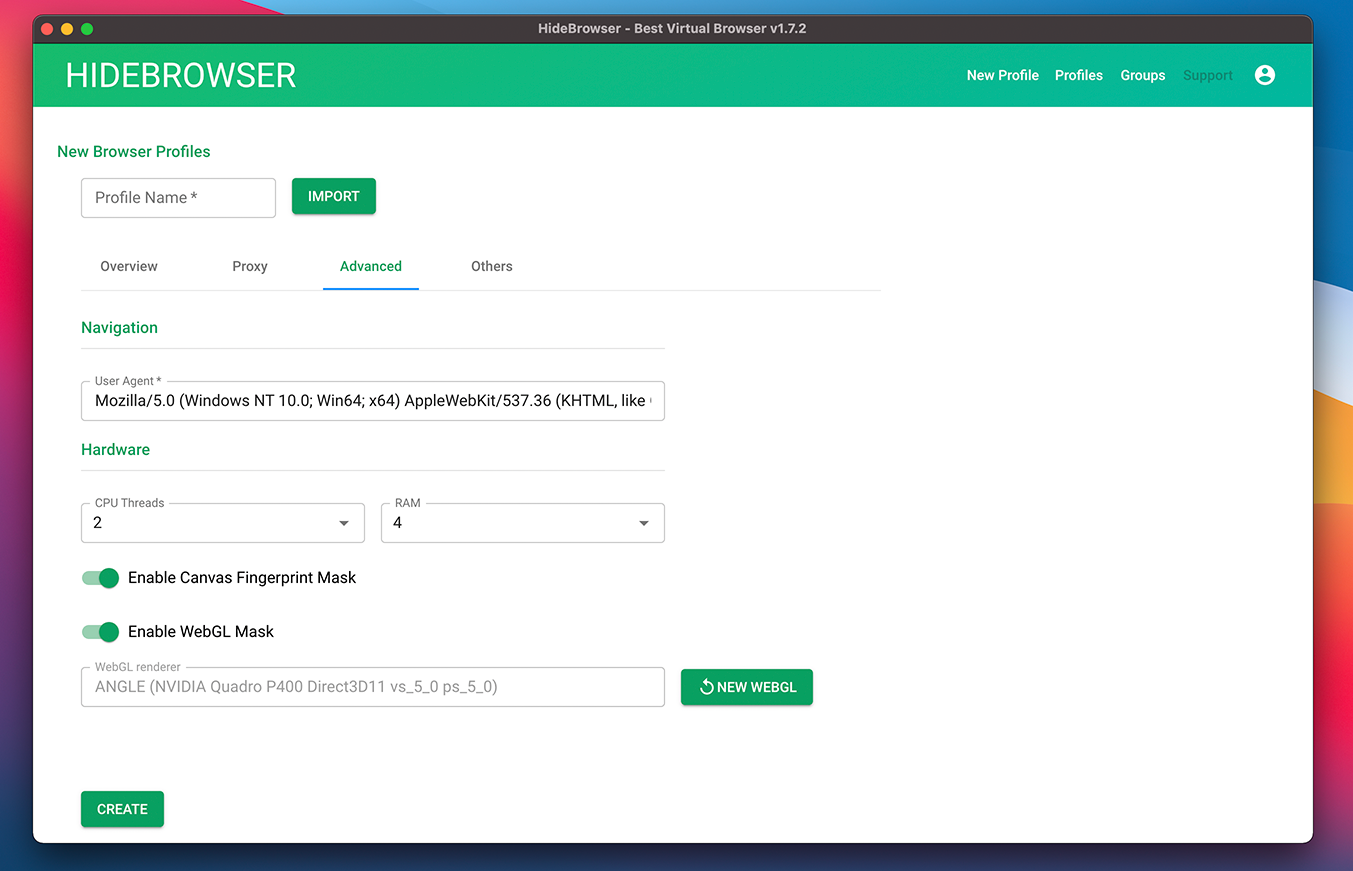 HideBrowser - Best Virtual Browser v1.7.2
HIDEBROWSER
New Profile Profiles Groups Support
New Browser Profiles
Profile Name *
IMPORT
Overview Proxy Advanced Others
Navigation
User Agent *
Mozilla/5.0 (Windows NT 10.0; Win64; x64) AppleWebKit/537.36 (KHTML, like
Hardware
CPU Threads RAM
2 4
Enable Canvas Fingerprint Mask
Enable WebGL Mask
WebGL renderer
ANGLE (NVIDIA Quadro P400 Direct3D11 vs_5_0 ps_5_0)
NEW WEBGL
CREATE